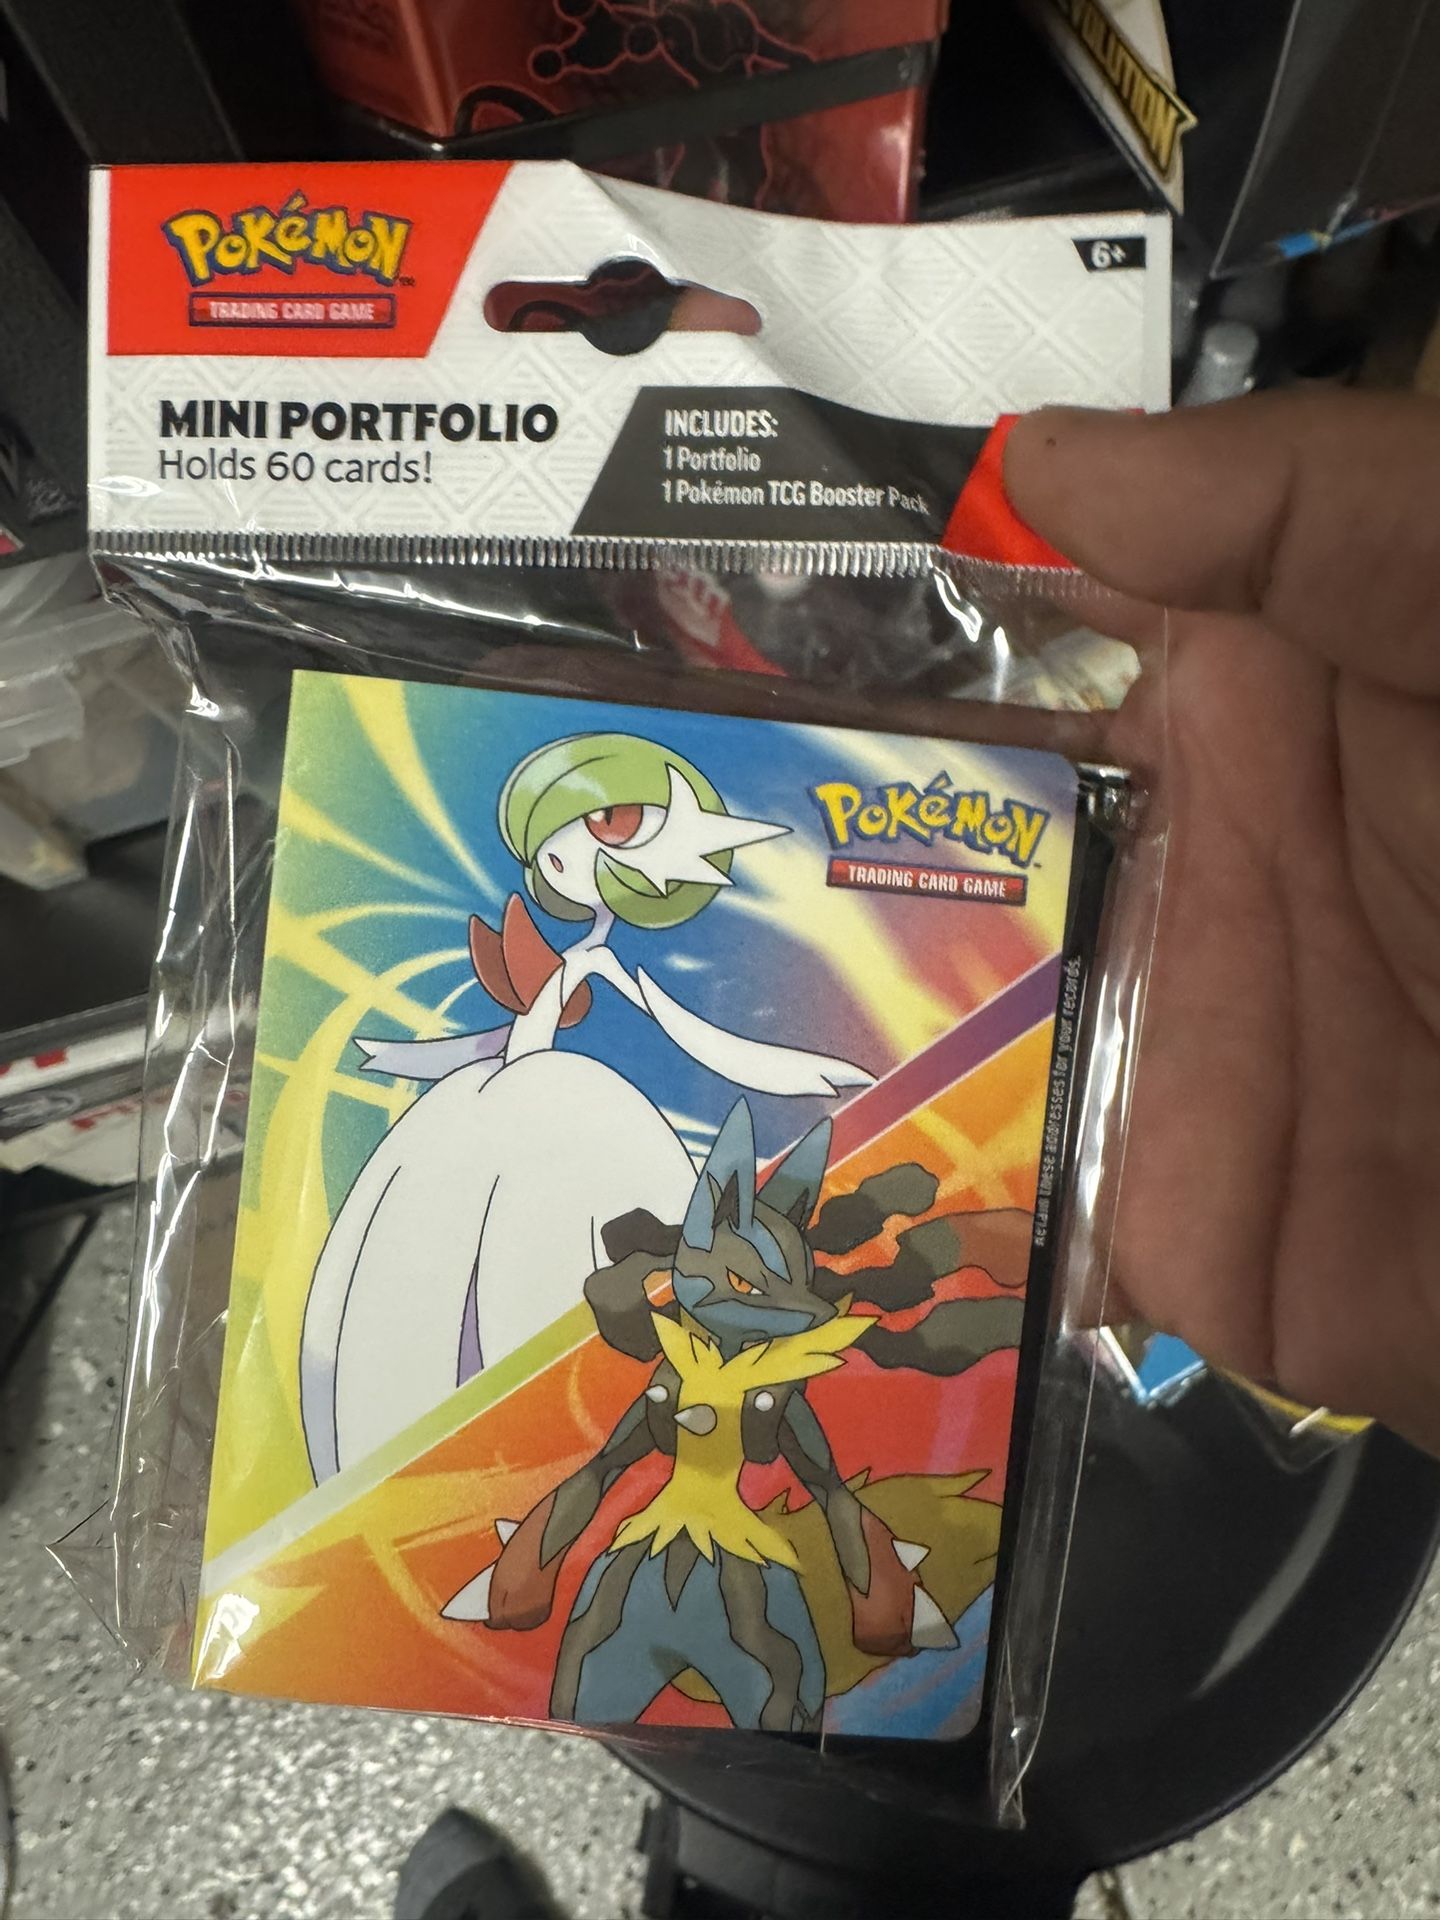 VOLUTION
POKéMON
TRADING CARD GAME
6+
MINI PORTFOLIO
Holds 60 cards!
INCLUDES:
1 Portfolio
1 Pokémon TCG Booster Pack
POKéMON
TRADING CARD GAME
Retain these addresses for your records.